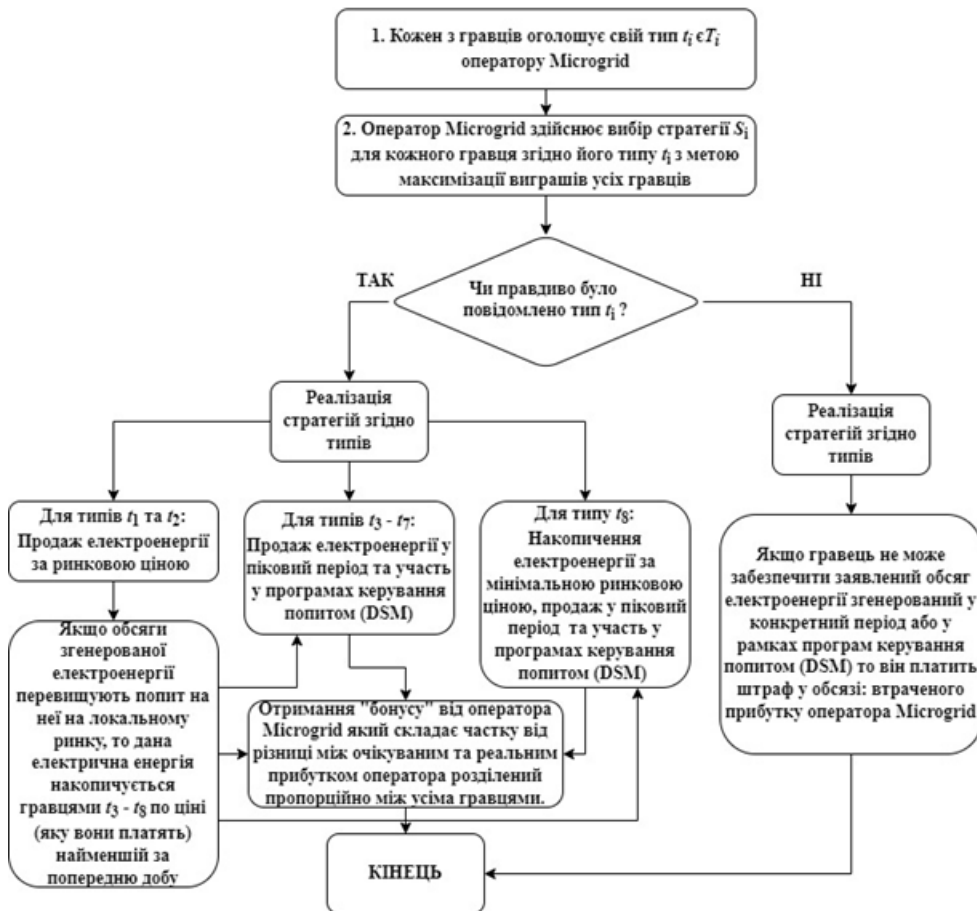 1. Кожен з гравців оголошує свій тип tᵢ є Tᵢ
оператору Microgrid
2. Оператор Microgrid здійснює вибір стратегії Sᵢ
для кожного гравця згідно його типу tᵢ з метою
максимізації виграшів усіх гравців
ТАК
НІ
Чи правдиво було
повідомлено тип tᵢ ?
Реалізація
стратегій згідно
типів
Реалізація
стратегій згідно
типів
Для типів t₁ та t₂:
Продаж електроенергії
за ринковою ціною
Для типів t₃ - t₇:
Продаж електроенергії у
піковий період та участь
у програмах керування
попитом (DSM)
Для типу t₈:
Накопичення
електроенергії за
мінімальною ринковою
ціною, продаж у піковий
період та участь у
програмах керування
попитом (DSM)
Якщо гравець не може
забезпечити заявлений обсяг
електроенергії згенерований у
конкретний період або у
рамках програм керування
попитом (DSM) то він платить
штраф у обсязі: втраченого
прибутку оператора Microgrid
Якщо обсяги
згенерованої
електроенергії
перевищують попит на
неї на локальному
ринку, то дана
електрична енергія
накопичується
гравцями t₃ - t₈ по ціні
(яку вони платять)
найменшій за
попередню добу
Отримання "бонусу" від оператора
Microgrid який складає частку від
різниці між очікуваним та реальним
прибутком оператора розділений
пропорційно між усіма гравцями.
КІНЕЦЬ